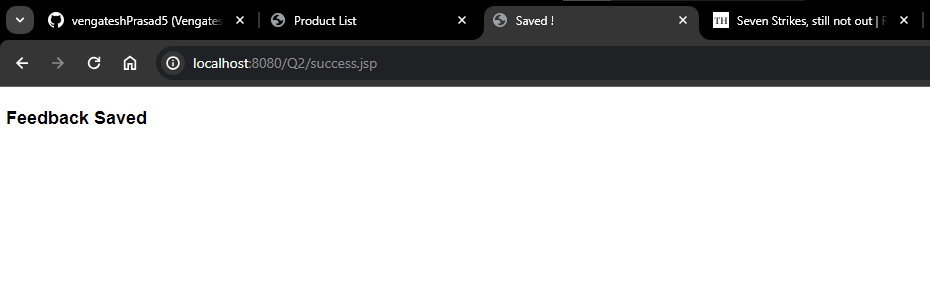 vengateshPrasad5 (Vengates
Product List
Saved !
TH Seven Strikes, still not out | R
localhost:8080/Q2/success.jsp
Feedback Saved